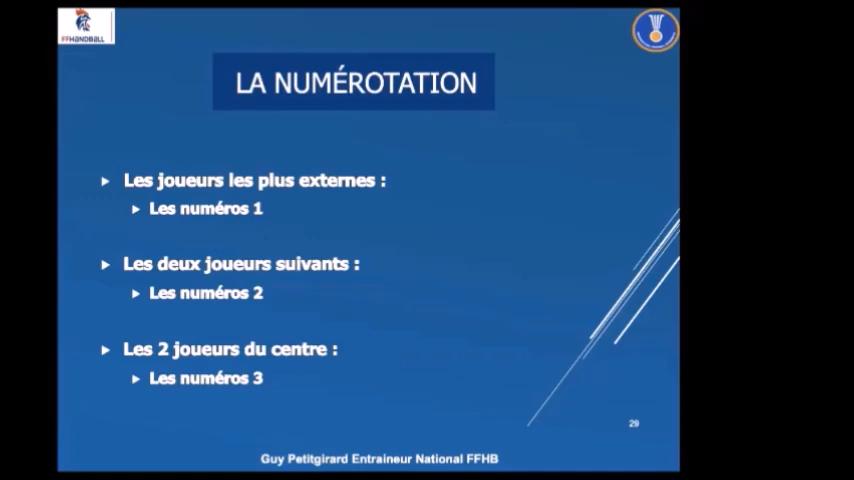 FFHANDBALL
LA NUMÉROTATION
Les joueurs les plus externes :
Les numéros 1
Les deux joueurs suivants :
Les numéros 2
Les 2 joueurs du centre :
Les numéros 3
29
Guy Petitgirard Entraineur National FFHB